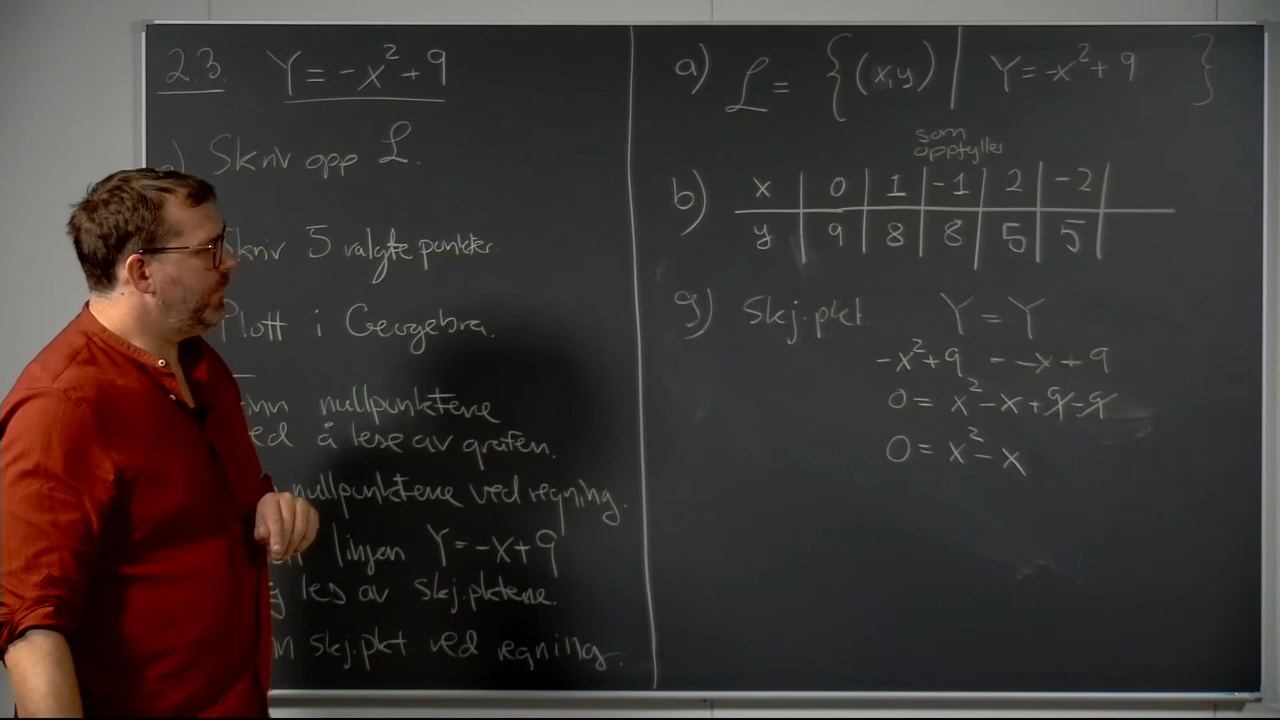 2.3. Y = -x² + 9
a) Skriv opp ℒ.
Skriv 5 valgte punkter.
Plott i Geogebra.
nullpunktene
ved å lese av grafen.
nullpunktene ved regning.
linjen Y = -x + 9
les av skj.pktene.
skj.pkt ved regning.
a) ℒ = { (x,y) | Y = -x² + 9 }
som
oppfyller
b) x | 0 | 1 | -1 | 2 | -2 |
y | 9 | 8 | 8 | 5 | 5 |
g) Skj.pkt Y = Y
-x² + 9 = -x + 9
0 = x² - x + 9 - 9
0 = x² - x